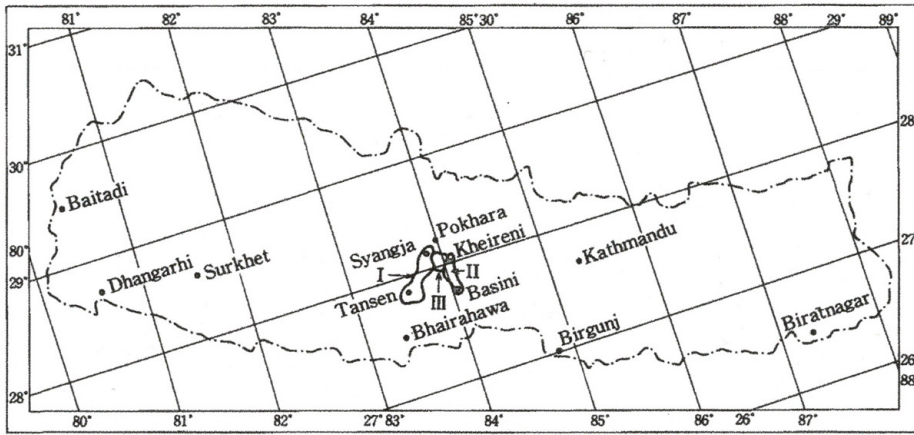 81° 82° 83° 84° 85°30' 86° 87° 88° 29° 89°
31°
28°
30°
Baitadi
Pokhara
Syangja
Kheireni
27°
80°
Kathmandu
29°
Dhangarhi
Surkhet
I
II
Tansen
III
Basini
Bhairahawa
Biratnagar
Birgunj
26°
88°
28°
80° 81° 82° 27° 83° 84° 85° 86° 26° 87°